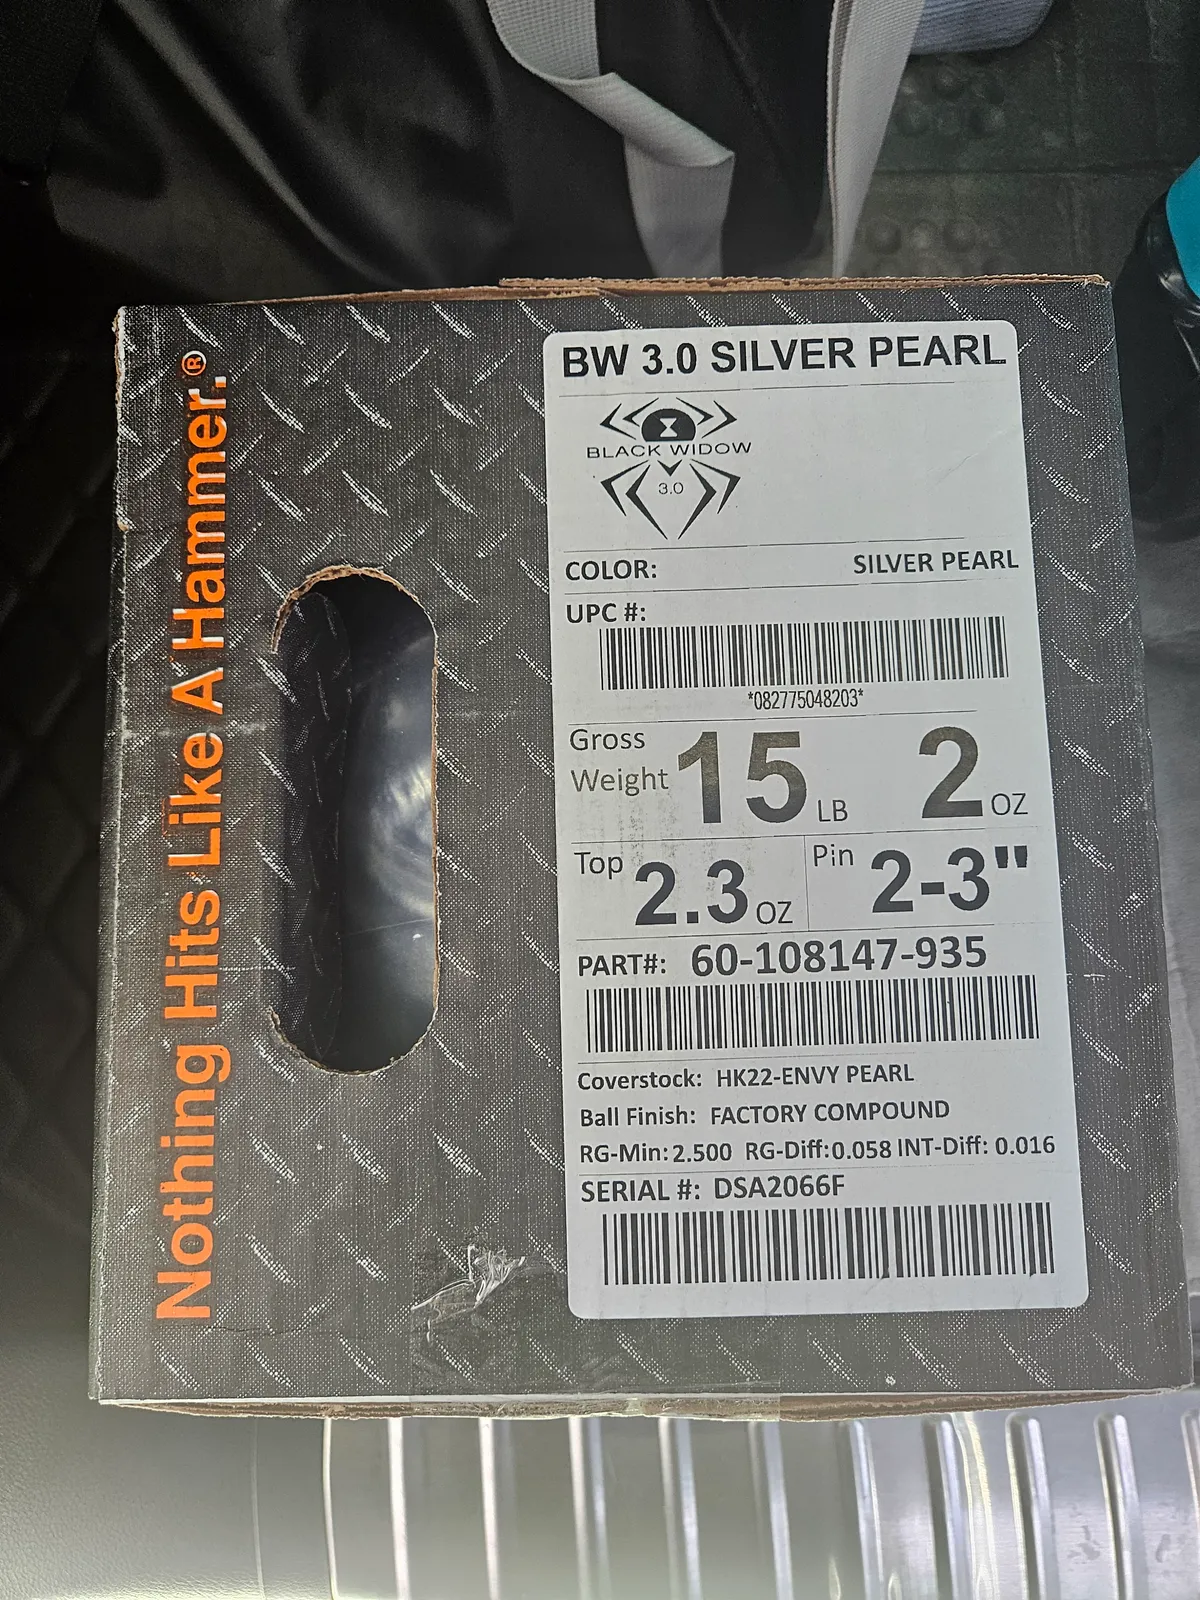 Nothing Hits Like A Hammer.®
BW 3.0 SILVER PEARL
BLACK WIDOW
3.0
COLOR: SILVER PEARL
UPC #:
*082775048203*
Gross Weight 15 LB 2 OZ
Top 2.3 OZ Pin 2-3"
PART#: 60-108147-935
Coverstock: HK22-ENVY PEARL
Ball Finish: FACTORY COMPOUND
RG-Min: 2.500 RG-Diff: 0.058 INT-Diff: 0.016
SERIAL #: DSA2066F